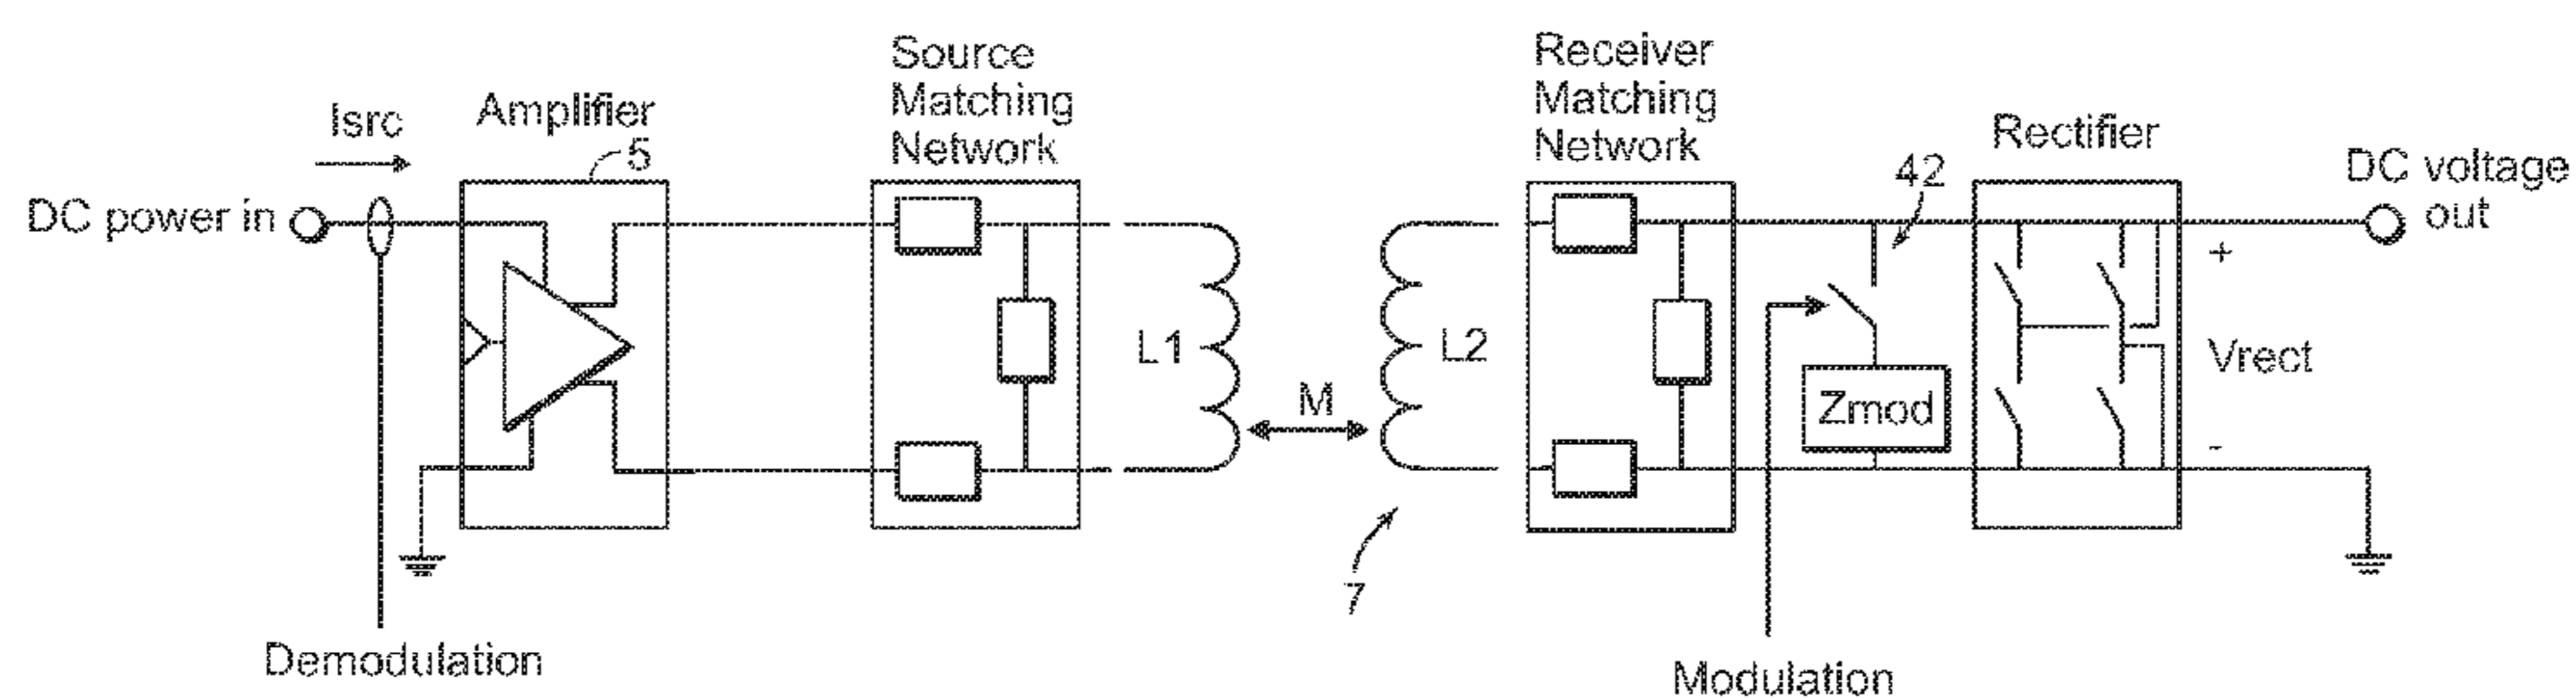 Source
Matching
Network
Receiver
Matching
Network
Isrc
Amplifier
5
42
Rectifier
DC voltage
out
DC power in
+
L1
L2
M
Zmod
Vrect
-
7
Demodulation
Modulation